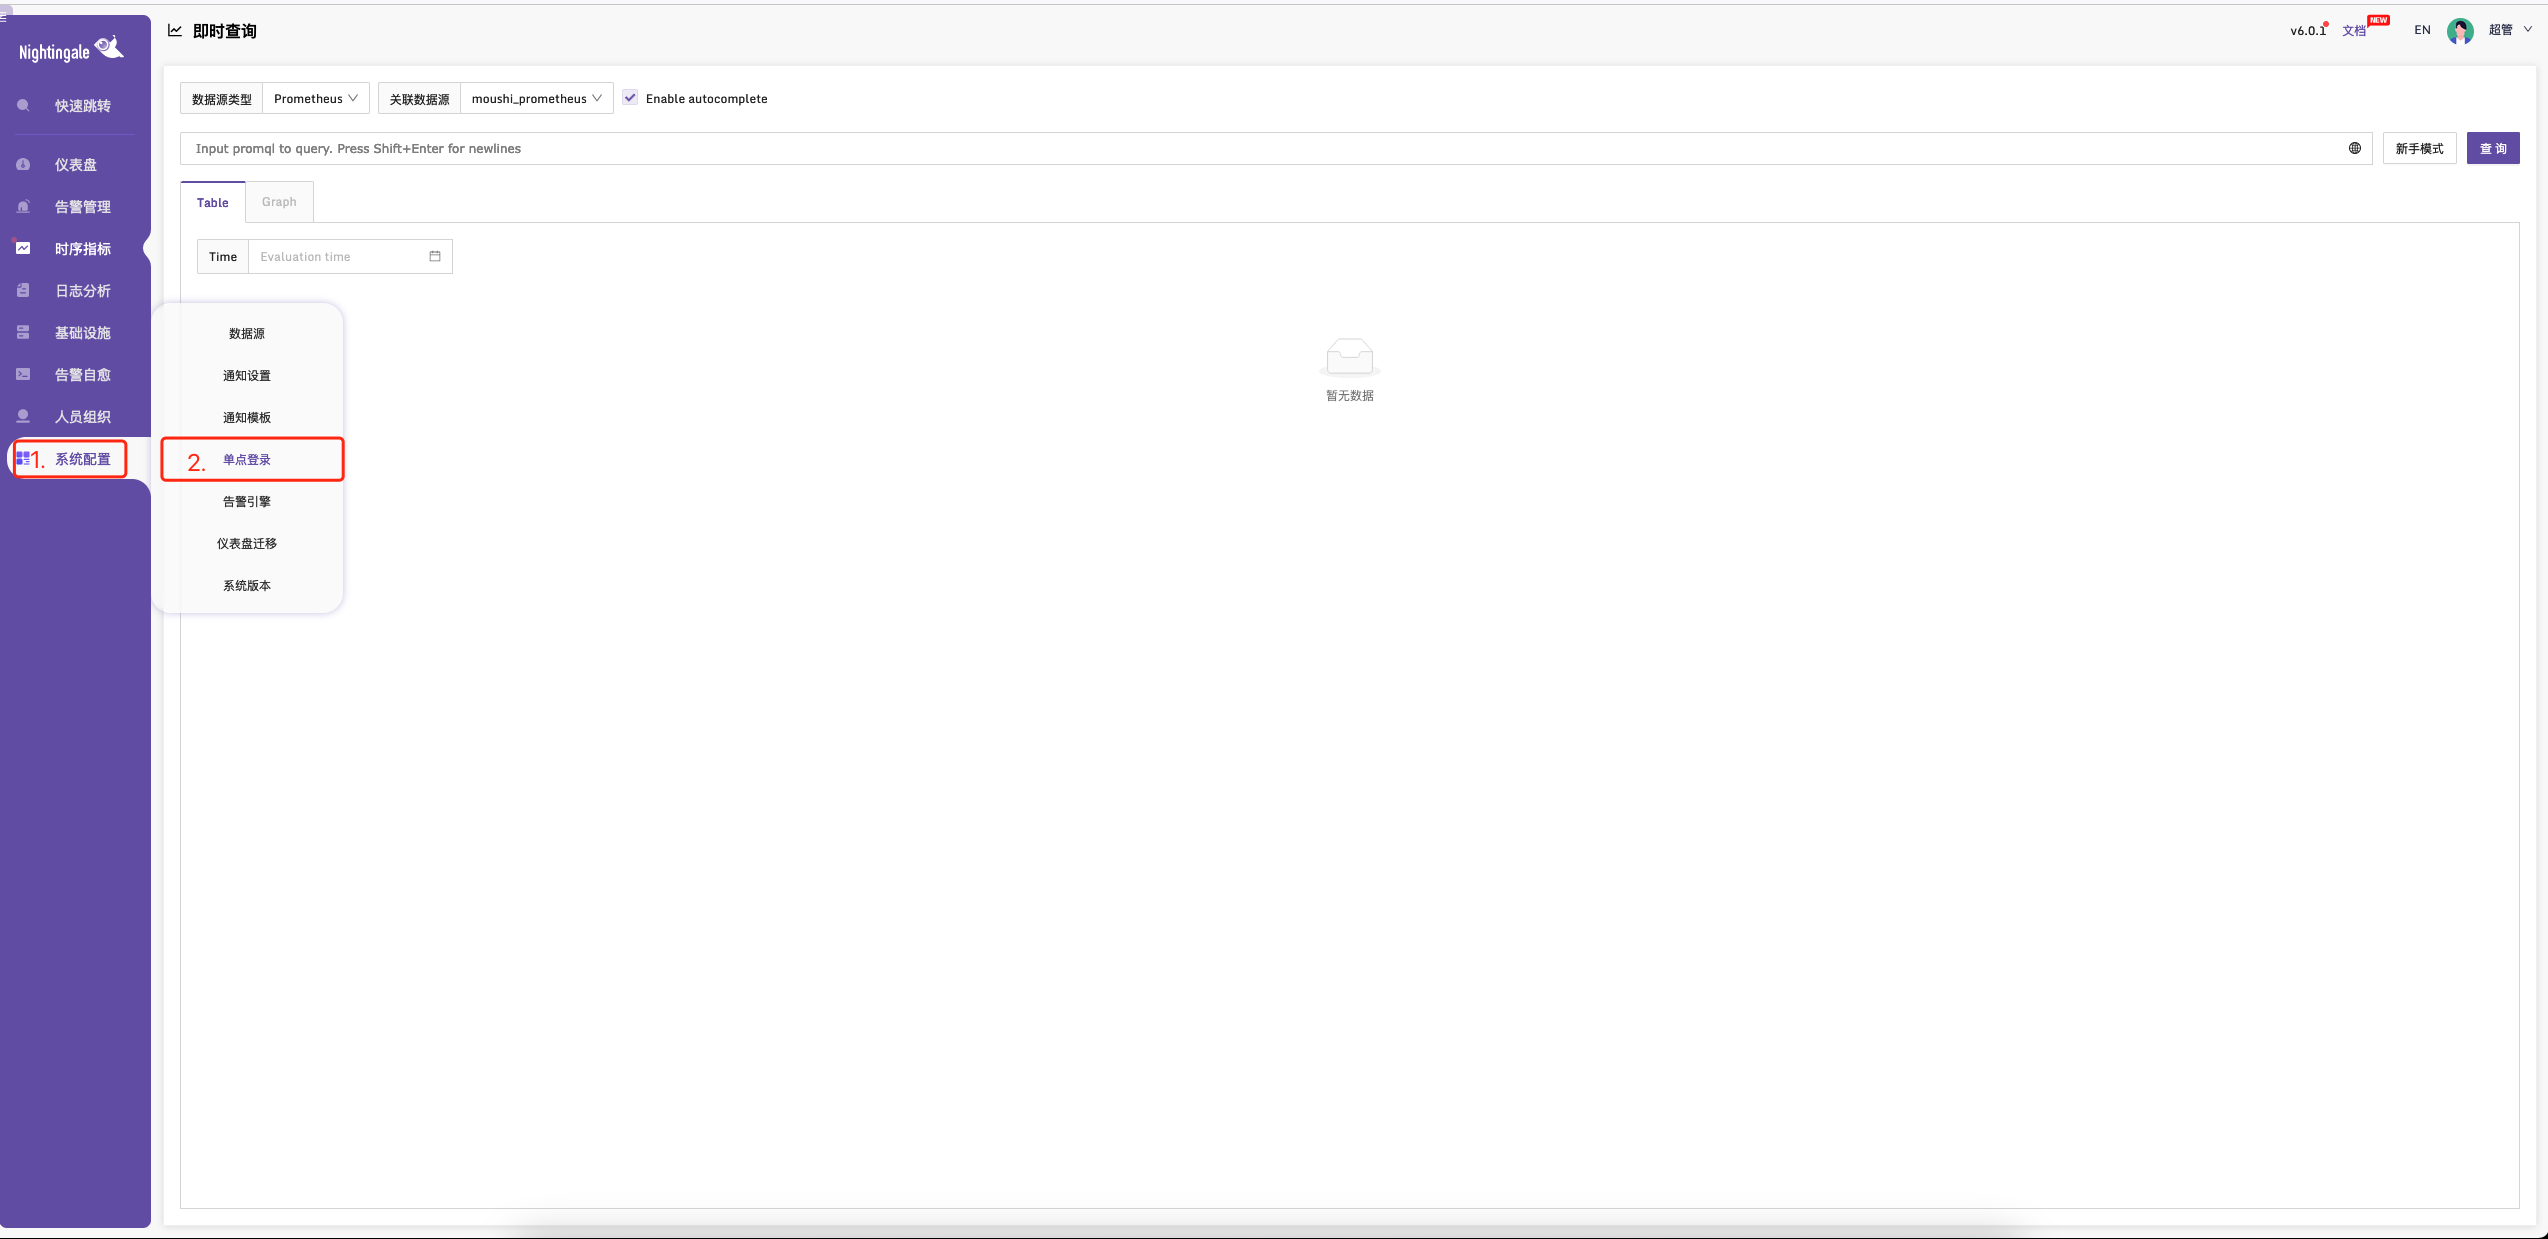 Nightingale
即时查询
v6.0.1
文档
NEW
EN
超管
快速跳转
仪表盘
告警管理
时序指标
日志分析
基础设施
告警自愈
人员组织
1. 系统配置
数据源
通知设置
通知模板
2. 单点登录
告警引擎
仪表盘迁移
系统版本
数据源类型 Prometheus 关联数据源 moushi_prometheus Enable autocomplete
Input promql to query. Press Shift+Enter for newlines
新手模式
查 询
Table Graph
Time Evaluation time
暂无数据